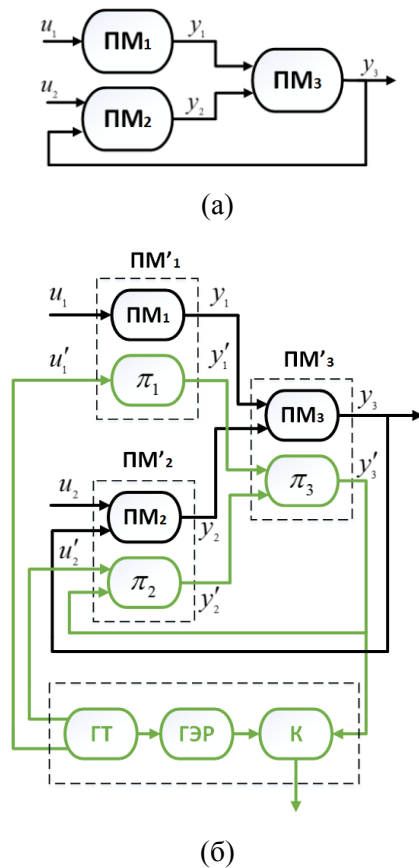 u₁ ПМ₁ y₁
ПМ₃ y₃
u₂ ПМ₂ y₂
(а)
ПМ'₁
u₁ ПМ₁ y₁
u'₁ π₁ y'₁
ПМ'₃
ПМ₃ y₃
π₃ y'₃
ПМ'₂
u₂ ПМ₂ y₂
u'₂ π₂ y'₂
ГТ ГЭР К
(б)